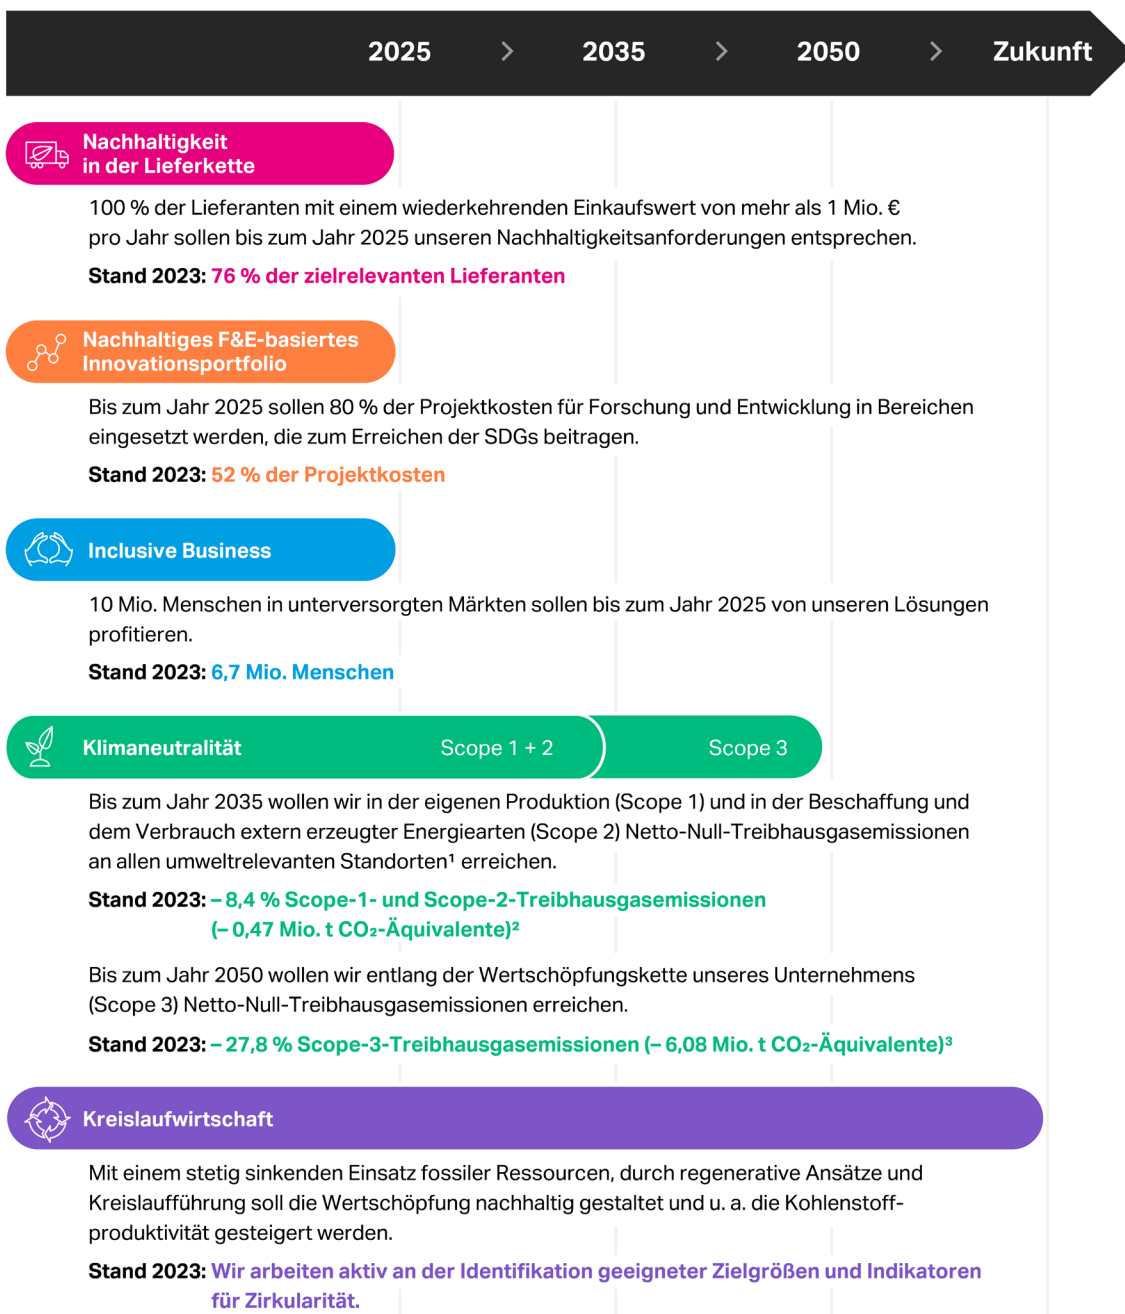 2025 > 2035 > 2050 > Zukunft
Nachhaltigkeit
in der Lieferkette
100 % der Lieferanten mit einem wiederkehrenden Einkaufswert von mehr als 1 Mio. €
pro Jahr sollen bis zum Jahr 2025 unseren Nachhaltigkeitsanforderungen entsprechen.
Stand 2023: 76 % der zielrelevanten Lieferanten
Nachhaltiges F&E-basiertes
Innovationsportfolio
Bis zum Jahr 2025 sollen 80 % der Projektkosten für Forschung und Entwicklung in Bereichen
eingesetzt werden, die zum Erreichen der SDGs beitragen.
Stand 2023: 52 % der Projektkosten
Inclusive Business
10 Mio. Menschen in unterversorgten Märkten sollen bis zum Jahr 2025 von unseren Lösungen
profitieren.
Stand 2023: 6,7 Mio. Menschen
Klimaneutralität Scope 1 + 2 Scope 3
Bis zum Jahr 2035 wollen wir in der eigenen Produktion (Scope 1) und in der Beschaffung und
dem Verbrauch extern erzeugter Energiearten (Scope 2) Netto-Null-Treibhausgasemissionen
an allen umweltrelevanten Standorten¹ erreichen.
Stand 2023: – 8,4 % Scope-1- und Scope-2-Treibhausgasemissionen
(– 0,47 Mio. t CO₂-Äquivalente)²
Bis zum Jahr 2050 wollen wir entlang der Wertschöpfungskette unseres Unternehmens
(Scope 3) Netto-Null-Treibhausgasemissionen erreichen.
Stand 2023: – 27,8 % Scope-3-Treibhausgasemissionen (– 6,08 Mio. t CO₂-Äquivalente)³
Kreislaufwirtschaft
Mit einem stetig sinkenden Einsatz fossiler Ressourcen, durch regenerative Ansätze und
Kreislaufführung soll die Wertschöpfung nachhaltig gestaltet und u. a. die Kohlenstoff-
produktivität gesteigert werden.
Stand 2023: Wir arbeiten aktiv an der Identifikation geeigneter Zielgrößen und Indikatoren
für Zirkularität.